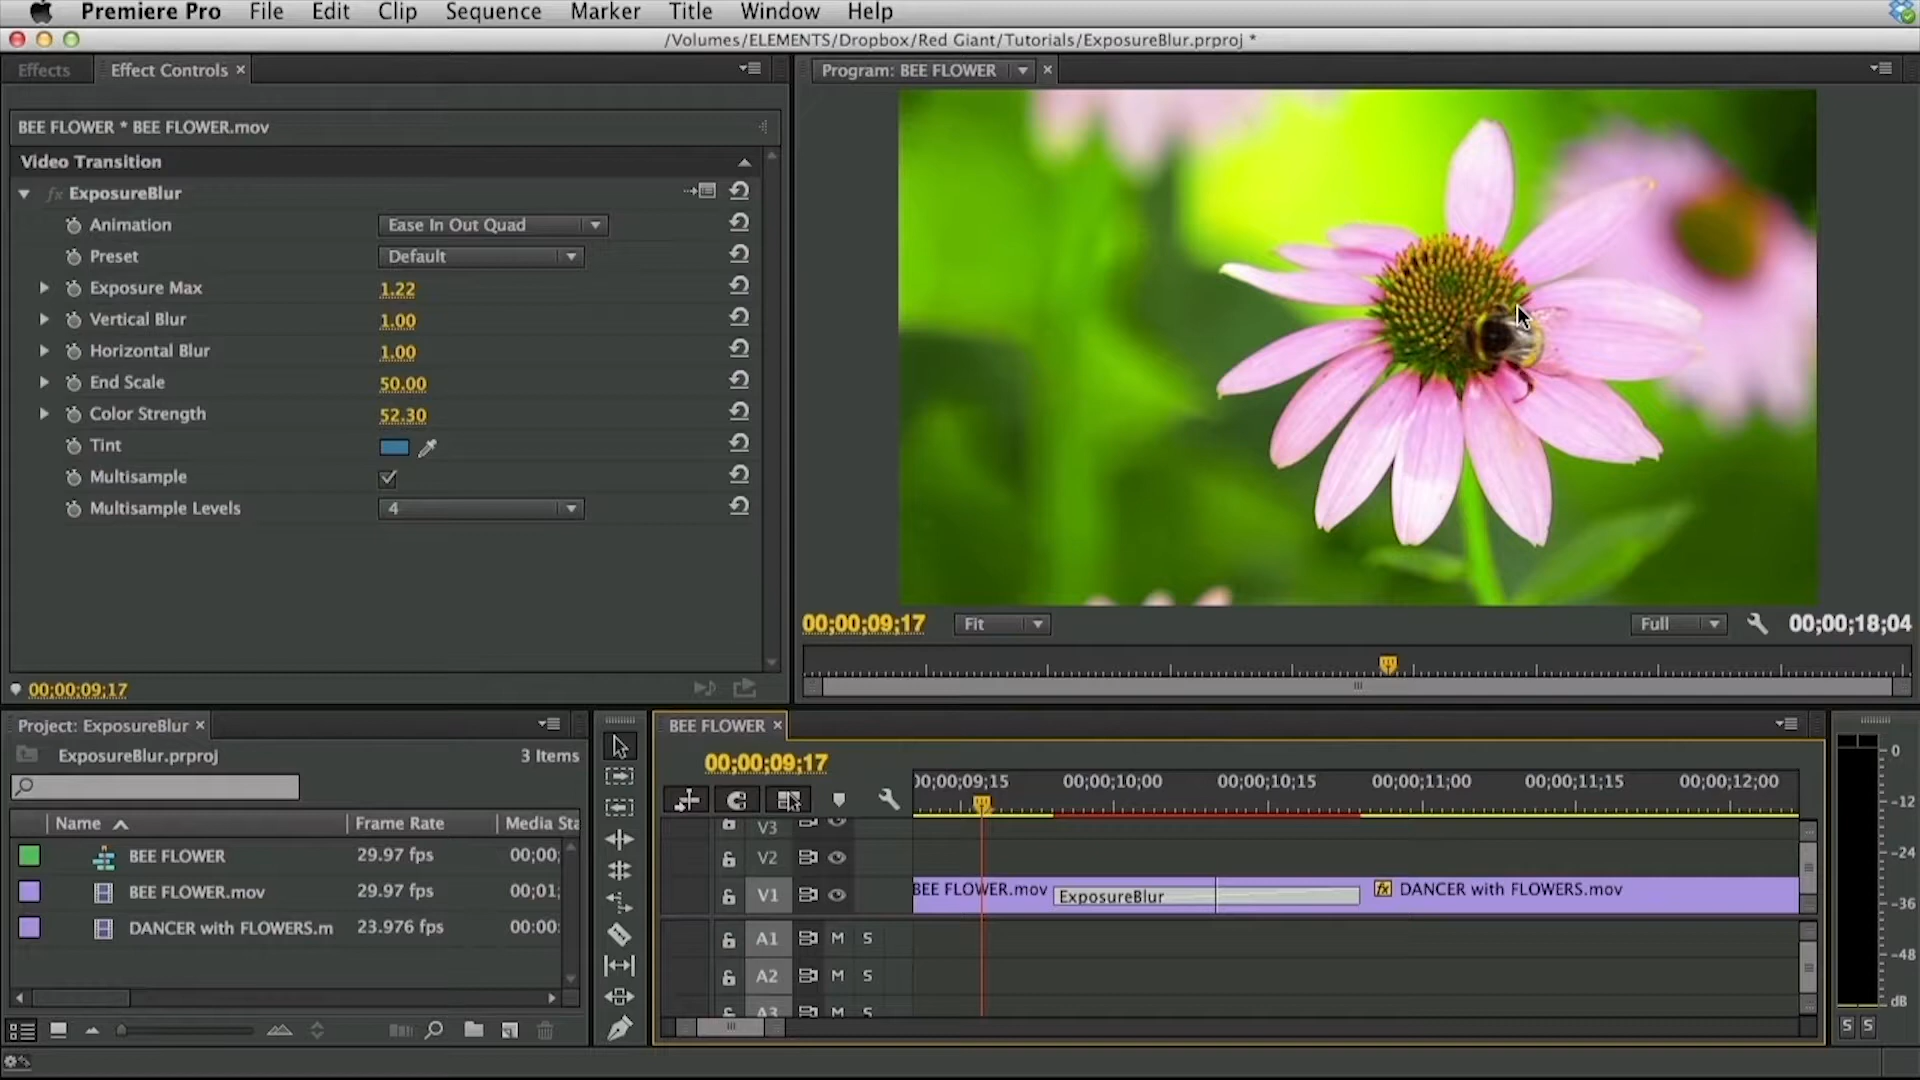 Premiere Pro File Edit Clip Sequence Marker Title Window Help
/Volumes/ELEMENTS/Dropbox/Red Giant/Tutorials/ExposureBlur.prproj *
Effects Effect Controls ×
Program: BEE FLOWER ×
BEE FLOWER * BEE FLOWER.mov
Video Transition
fx ExposureBlur
Animation Ease In Out Quad
Preset Default
Exposure Max 1.22
Vertical Blur 1.00
Horizontal Blur 1.00
End Scale 50.00
Color Strength 52.30
Tint
Multisample
Multisample Levels 4
00;00;09;17 Fit Full 00;00;18;04
00;00;09;17
Project: ExposureBlur ×
ExposureBlur.prproj 3 Items
Name Frame Rate Media Sta
BEE FLOWER 29.97 fps 00;00;
BEE FLOWER.mov 29.97 fps 00;01;
DANCER with FLOWERS.m 23.976 fps 00:00:
BEE FLOWER ×
00;00;09;17
00;00;09;15 00;00;10;00 00;00;10;15 00;00;11;00 00;00;11;15 00;00;12;00
V3
V2
V1 BEE FLOWER.mov ExposureBlur fx DANCER with FLOWERS.mov
A1 M S
A2 M S
A3 M S
0
-12
-24
-36
-48
dB
S S